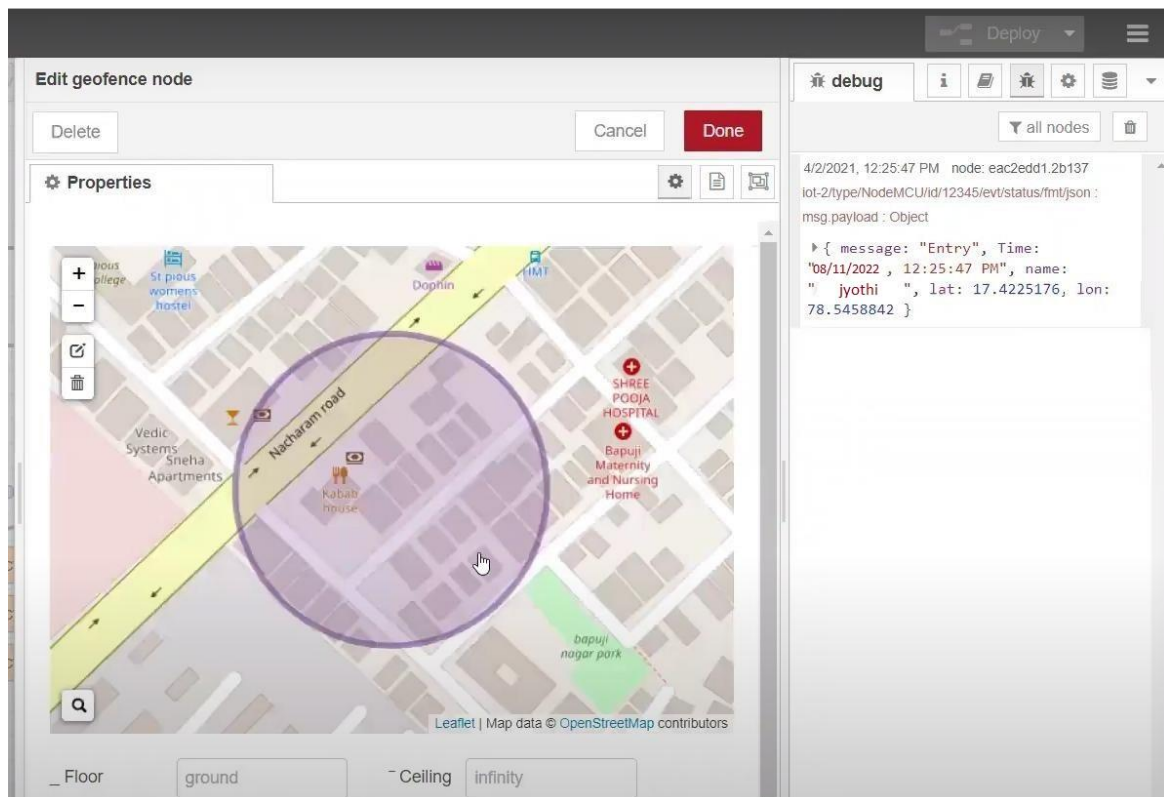 Deploy
Edit geofence node
Delete
Cancel
Done
Properties
+
−
St pious
womens
hostel
Dophin
HMT
Nacharam road
Vedic
Systems
Sneha
Apartments
Kabab
house
SHREE
POOJA
HOSPITAL
Bapuji
Maternity
and Nursing
Home
bapuji
nagar park
Leaflet | Map data © OpenStreetMap contributors
Floor
ground
Ceiling
infinity
debug
i
all nodes
4/2/2021, 12:25:47 PM node: eac2edd1.2b137
iot-2/type/NodeMCU/id/12345/evt/status/fmt/json :
msg.payload : Object
{ message: "Entry", Time:
"08/11/2022 , 12:25:47 PM", name:
" jyothi ", lat: 17.4225176, lon:
78.5458842 }